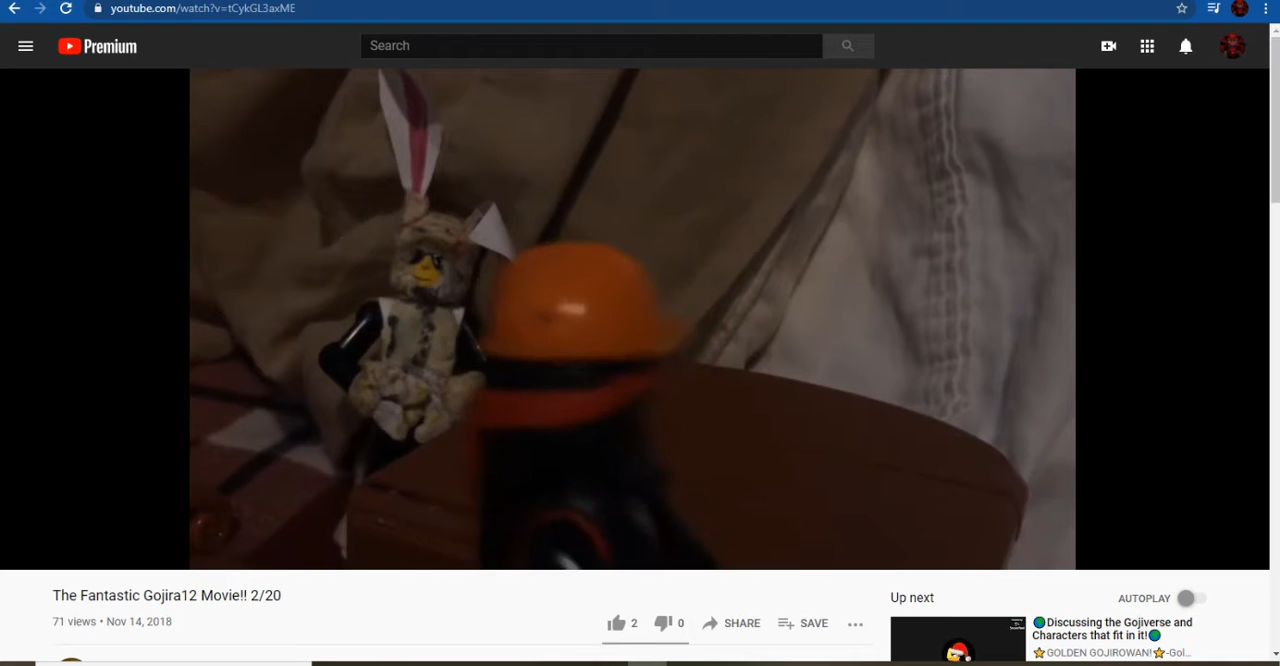 youtube.com/watch?v=tCykGL3axME
Premium
Search
The Fantastic Gojira12 Movie!! 2/20
71 views • Nov 14, 2018
2
0
SHARE
SAVE
Up next
AUTOPLAY
🌎Discussing the Gojiverse and
Characters that fit in it!🌎
⭐GOLDEN GOJIROWAN!⭐-Gol...